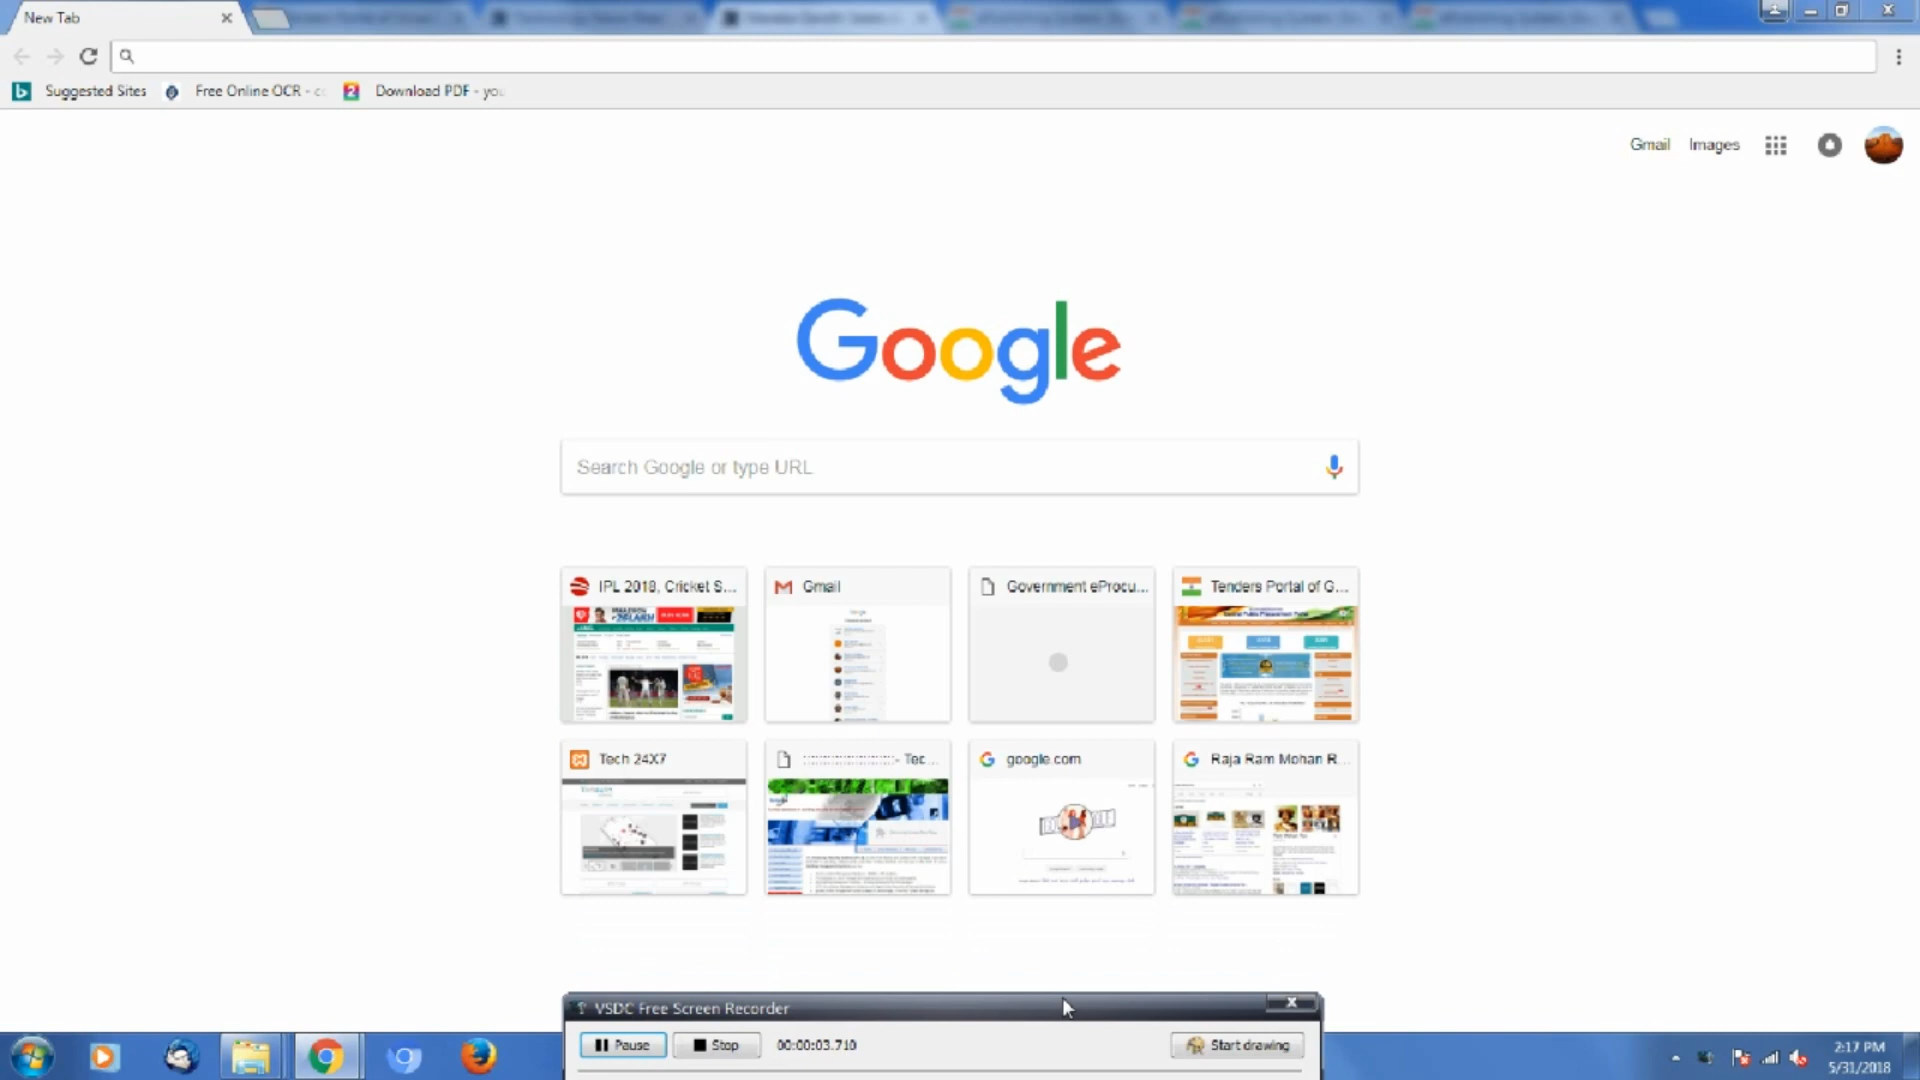 New Tab
Suggested Sites
Free Online OCR - c
Download PDF - you
Gmail Images
Google
Search Google or type URL
IPL 2018, Cricket S...
Gmail
Government eProcu...
Tenders Portal of G...
Tech 24X7
- Tec...
google.com
Raja Ram Mohan R...
VSDC Free Screen Recorder
Pause
Stop
00:00:03.710
Start drawing
2:17 PM
5/31/2018